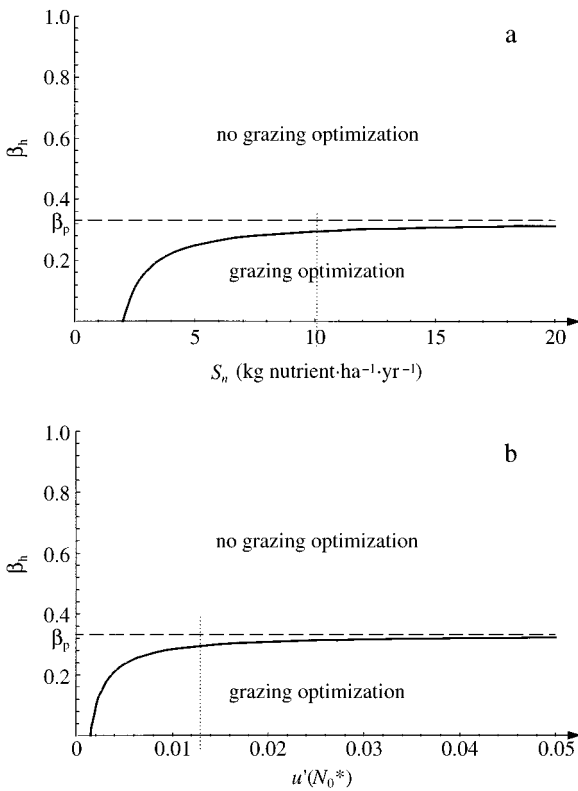 a
1.0
0.8
0.6
0.4
0.2
βh
βp
no grazing optimization
grazing optimization
0 5 10 15 20
Sn (kg nutrient·ha⁻¹·yr⁻¹)
b
1.0
0.8
0.6
0.4
0.2
βh
βp
no grazing optimization
grazing optimization
0 0.01 0.02 0.03 0.04 0.05
u'(N0*)